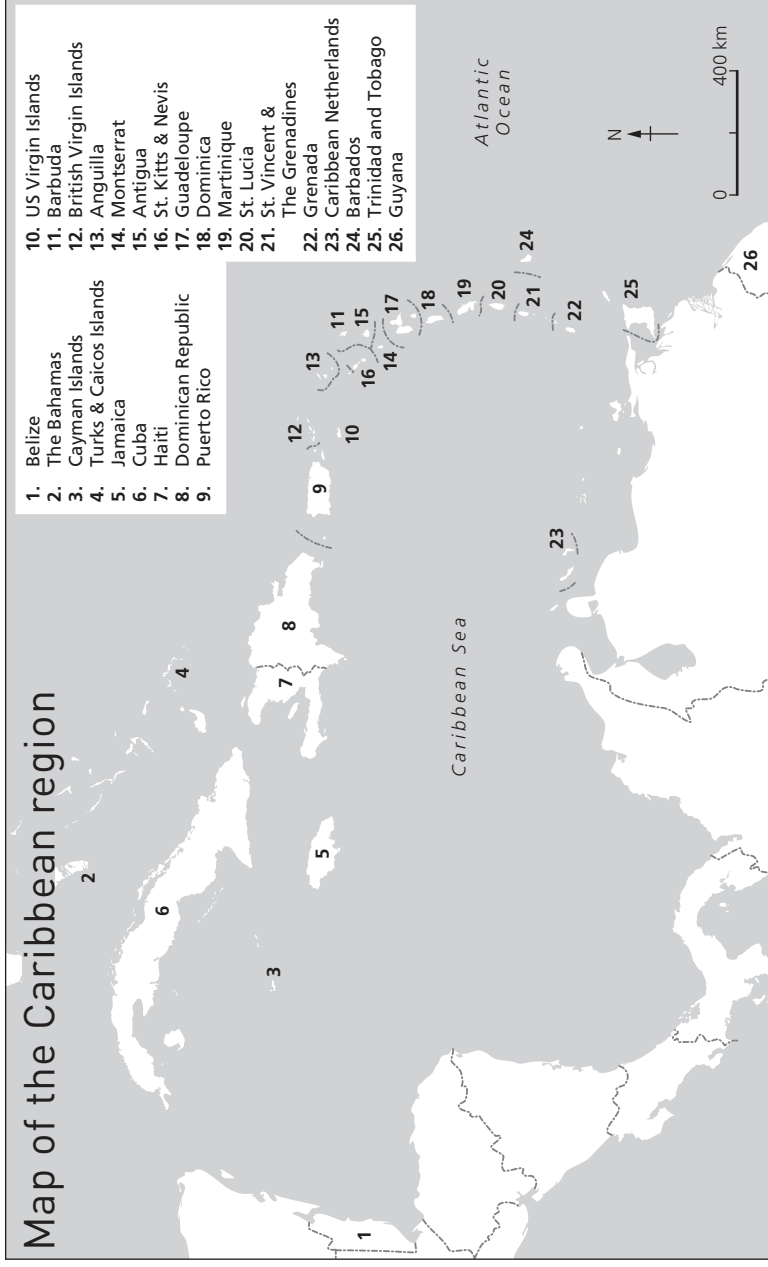 Map of the Caribbean region
1. Belize
2. The Bahamas
3. Cayman Islands
4. Turks & Caicos Islands
5. Jamaica
6. Cuba
7. Haiti
8. Dominican Republic
9. Puerto Rico
10. US Virgin Islands
11. Barbuda
12. British Virgin Islands
13. Anguilla
14. Montserrat
15. Antigua
16. St. Kitts & Nevis
17. Guadeloupe
18. Dominica
19. Martinique
20. St. Lucia
21. St. Vincent &
The Grenadines
22. Grenada
23. Caribbean Netherlands
24. Barbados
25. Trinidad and Tobago
26. Guyana
2
6
4
3
5
7
8
9
12
10
13
11
16
15
14
17
18
19
20
21
24
22
23
25
26
Caribbean Sea
Atlantic
Ocean
N
0
400 km
1